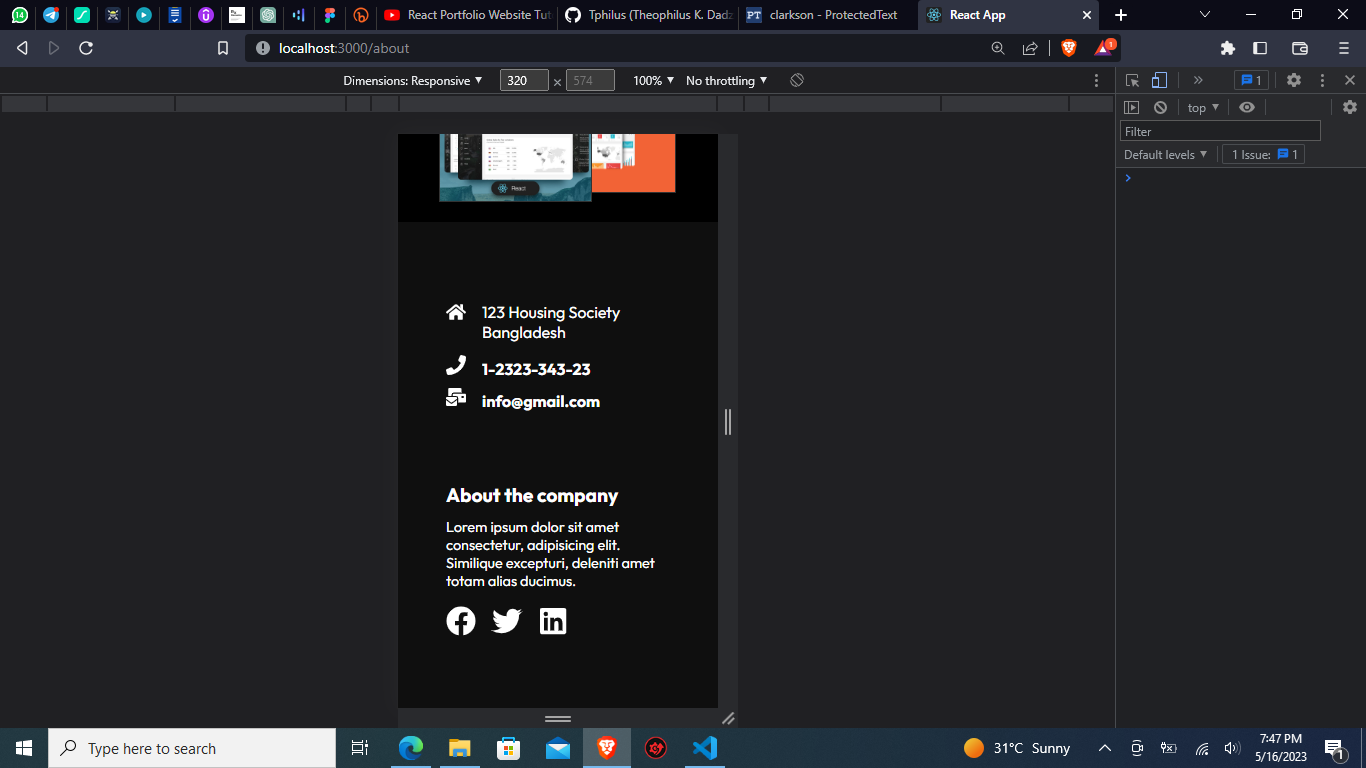 14
React Portfolio Website Tut
Tphilus (Theophilus K. Dadz
PT
clarkson - ProtectedText
React App
localhost:3000/about
1
Dimensions: Responsive
320
×
574
100%
No throttling
1
top
Filter
Default levels
1 Issue:
1
React
123 Housing Society
Bangladesh
1-2323-343-23
info@gmail.com
About the company
Lorem ipsum dolor sit amet
consectetur, adipisicing elit.
Similique excepturi, deleniti amet
totam alias ducimus.
Type here to search
31°C Sunny
7:47 PM
5/16/2023
1